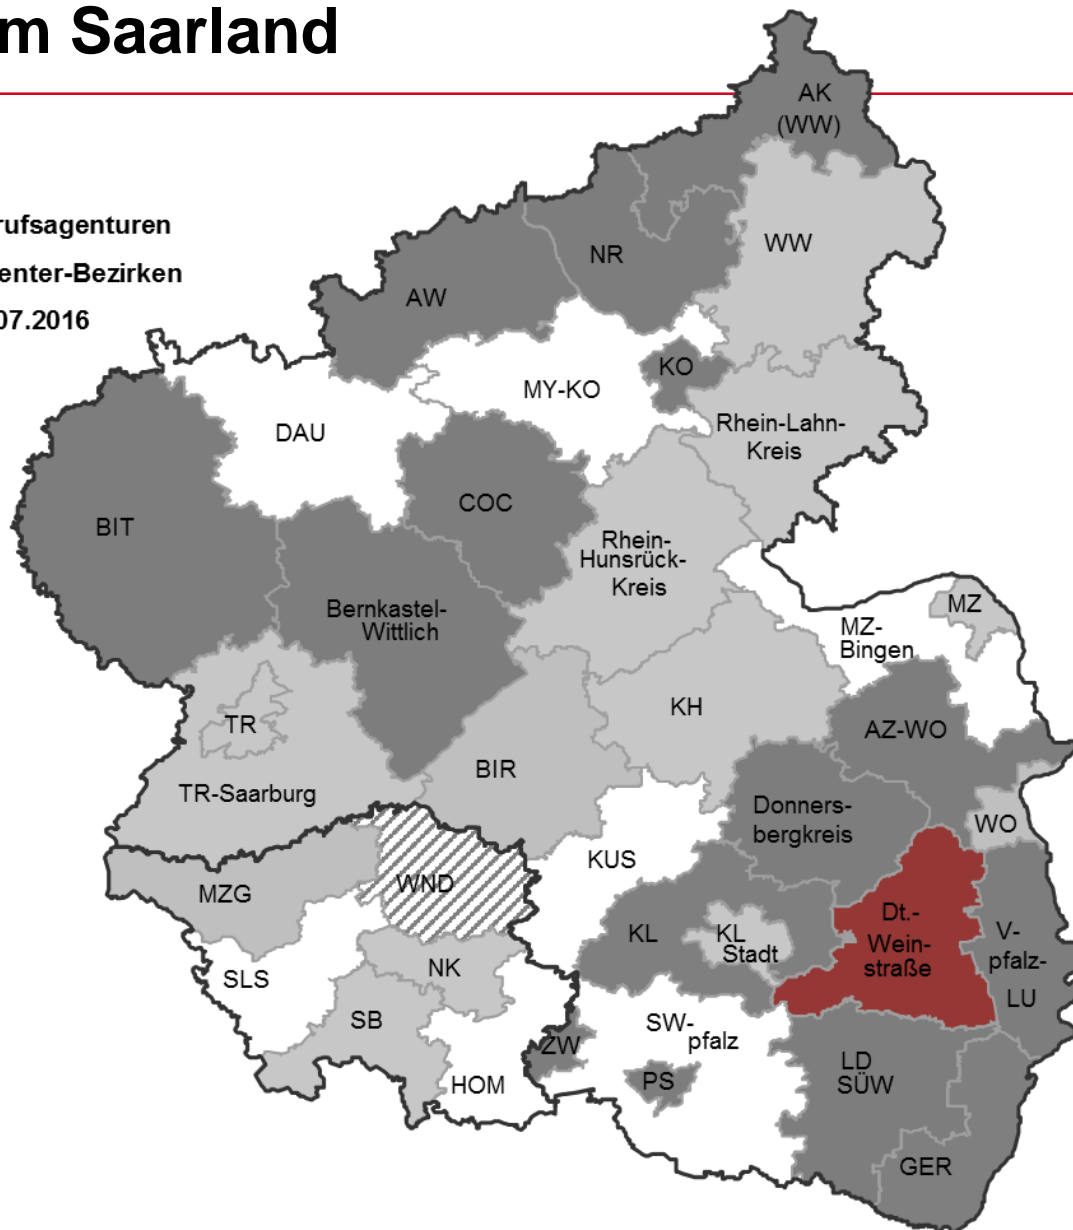 m Saarland
AK
(WW)
rufsagenturen
WW
NR
enter-Bezirken
AW
07.2016
KO
MY-KO
DAU
Rhein-Lahn-
Kreis
COC
BIT
Rhein-
Hunsrück-
Kreis
MZ
Bernkastel-
Wittlich
MZ-
Bingen
KH
TR
AZ-WO
BIR
TR-Saarburg
Donners-
bergkreis
WO
KUS
WND
MZG
Dt.-
Wein-
straße
KL
KL
Stadt
V-
pfalz-
LU
NK
SLS
SB
SW-
pfalz
ZW
LD
SÜW
PS
HOM
GER